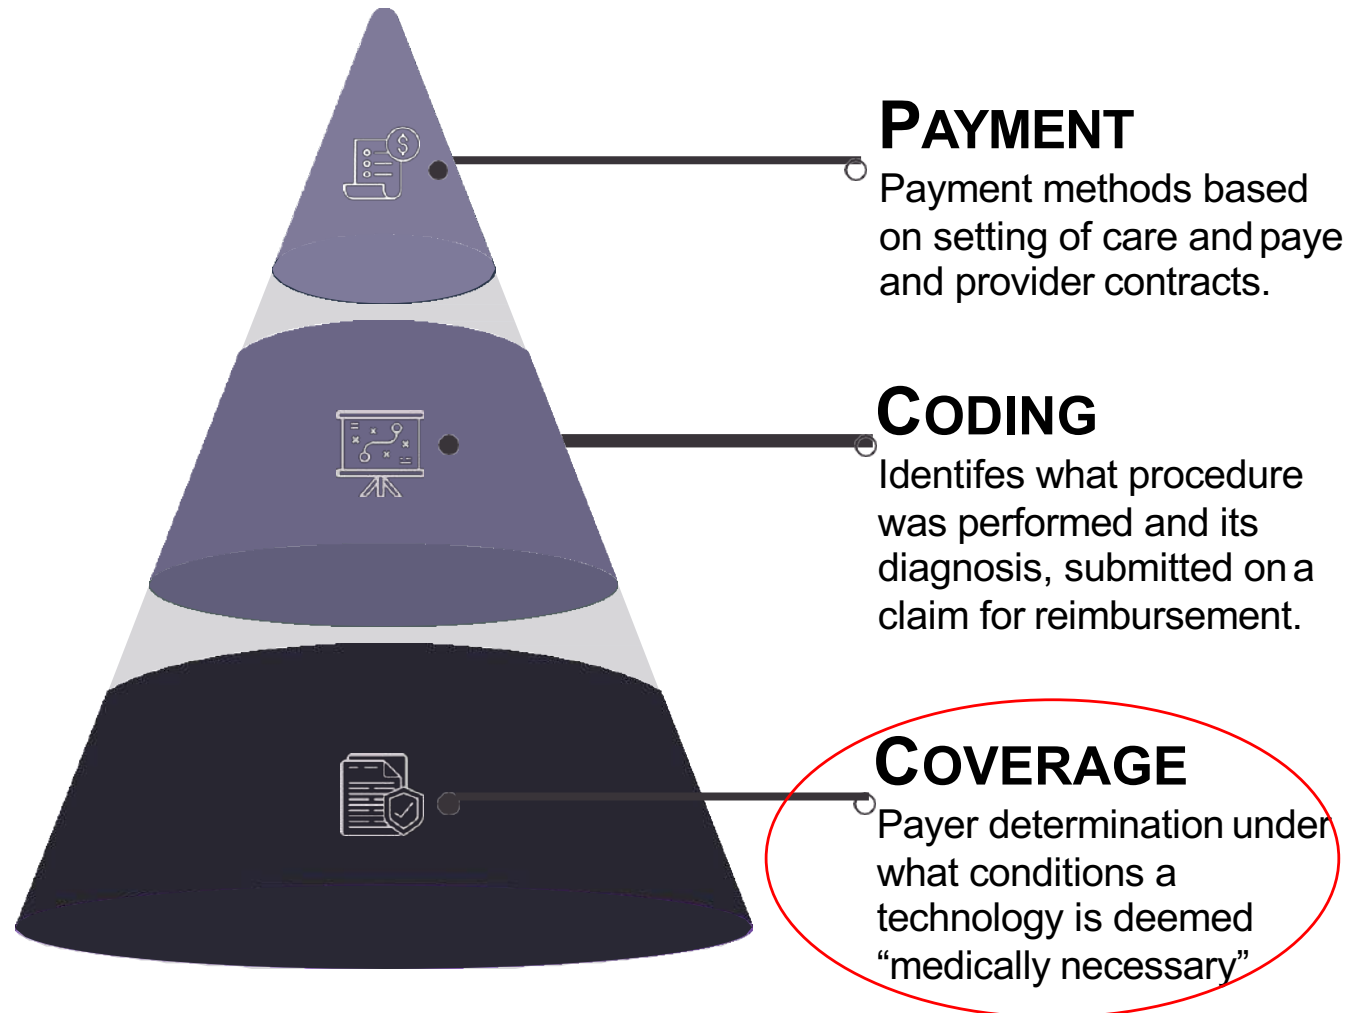 PAYMENT
Payment methods based
on setting of care and paye
and provider contracts.
CODING
Identifes what procedure
was performed and its
diagnosis, submitted on a
claim for reimbursement.
COVERAGE
Payer determination under
what conditions a
technology is deemed
“medically necessary”
$